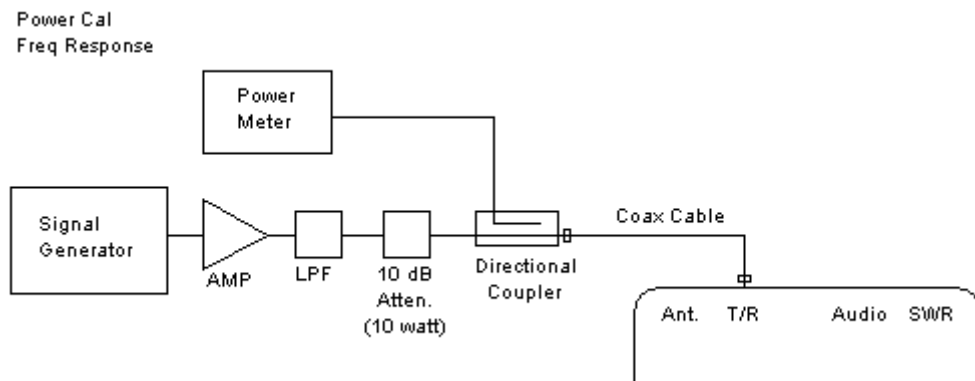 Power Cal
Freq Response
Power
Meter
Signal
Generator
AMP
LPF
10 dB
Atten.
(10 watt)
Directional
Coupler
Coax Cable
Ant. T/R Audio SWR